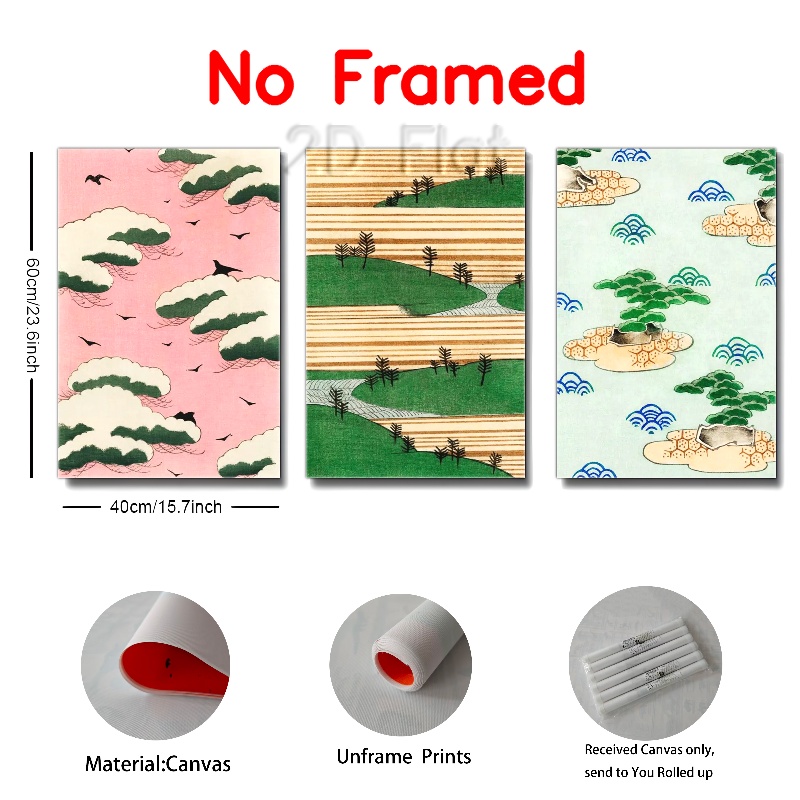 No Framed
2D Flat
60cm/23.6inch
40cm/15.7inch
Material:Canvas
Unframe Prints
Received Canvas only,
send to You Rolled up